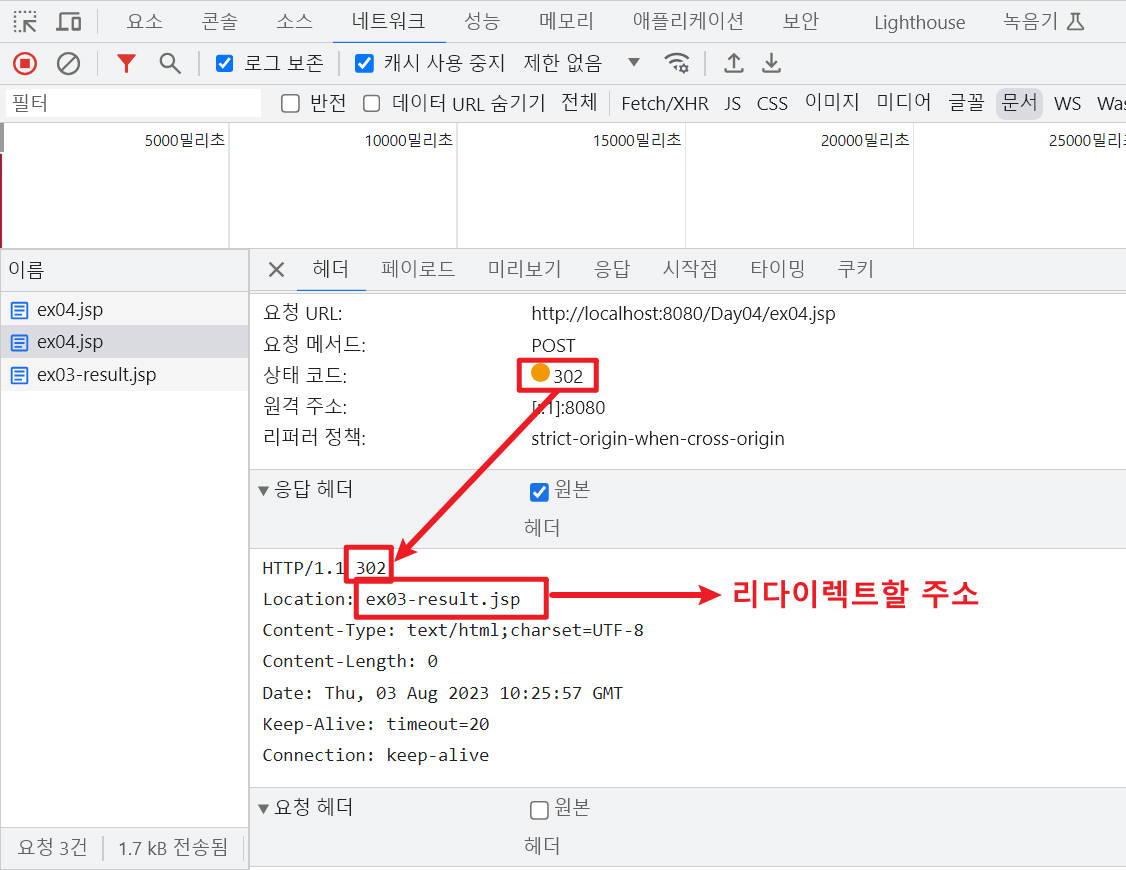 요소 콘솔 소스 네트워크 성능 메모리 애플리케이션 보안 Lighthouse 녹음기
로그 보존 캐시 사용 중지 제한 없음
필터 반전 데이터 URL 숨기기 전체 Fetch/XHR JS CSS 이미지 미디어 글꼴 문서 WS Was
5000밀리초 10000밀리초 15000밀리초 20000밀리초 25000밀리초
이름
헤더 페이로드 미리보기 응답 시작점 타이밍 쿠키
ex04.jsp
ex04.jsp
ex03-result.jsp
요청 URL: http://localhost:8080/Day04/ex04.jsp
요청 메서드: POST
상태 코드: 302
원격 주소: [::1]:8080
리퍼러 정책: strict-origin-when-cross-origin
응답 헤더 원본
헤더
HTTP/1.1 302
Location: ex03-result.jsp
리다이렉트할 주소
Content-Type: text/html;charset=UTF-8
Content-Length: 0
Date: Thu, 03 Aug 2023 10:25:57 GMT
Keep-Alive: timeout=20
Connection: keep-alive
요청 헤더 원본
헤더
요청 3건 1.7 kB 전송됨